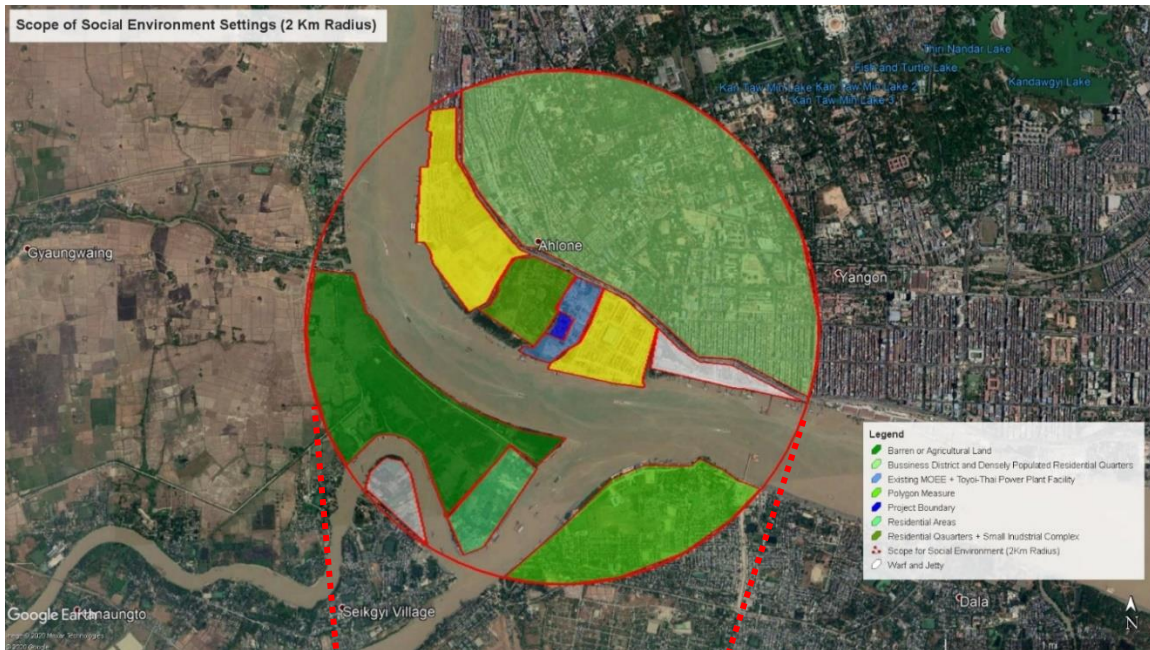 Scope of Social Environment Settings (2 Km Radius)
Thiri Nandar Lake
Fish and Turtle Lake
Kandawgyi Lake
Kan Taw Min Lake
Kan Taw Min Lake 2
Kan Taw Min Lake 3
Gyaungwaing
Ahlone
Yangon
Legend
Barren or Agricultural Land
Bussiness District and Densely Populated Residential Quarters
Existing MOEE + Toyoi-Thai Power Plant Facility
Polygon Measure
Project Boundary
Residential Areas
Residential Qauarters + Small Inudstrial Complex
Scope for Social Environment (2Km Radius)
Warf and Jetty
Google Earth
Seikgyi Village
Dala
N
1 mi